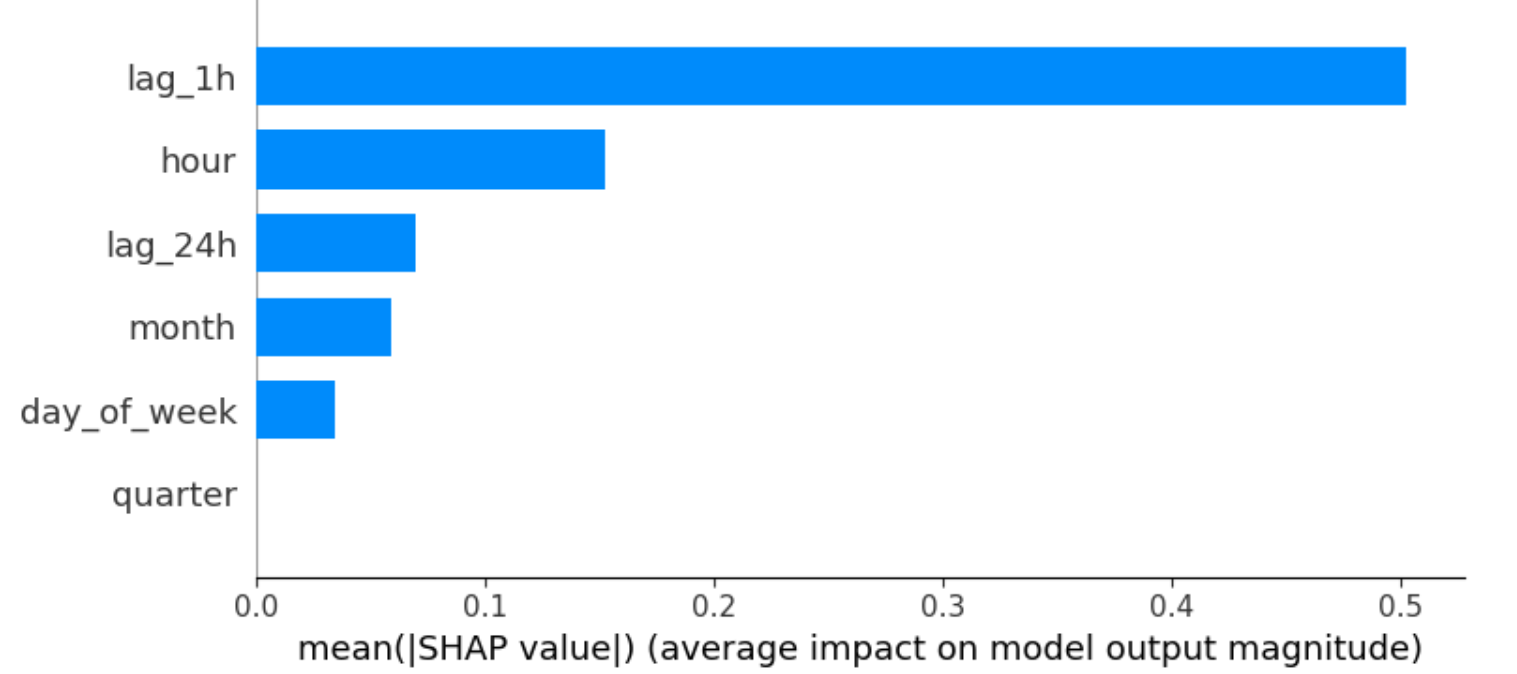 lag_1h
hour
lag_24h
month
day_of_week
quarter
0.0 0.1 0.2 0.3 0.4 0.5
mean(|SHAP value|) (average impact on model output magnitude)